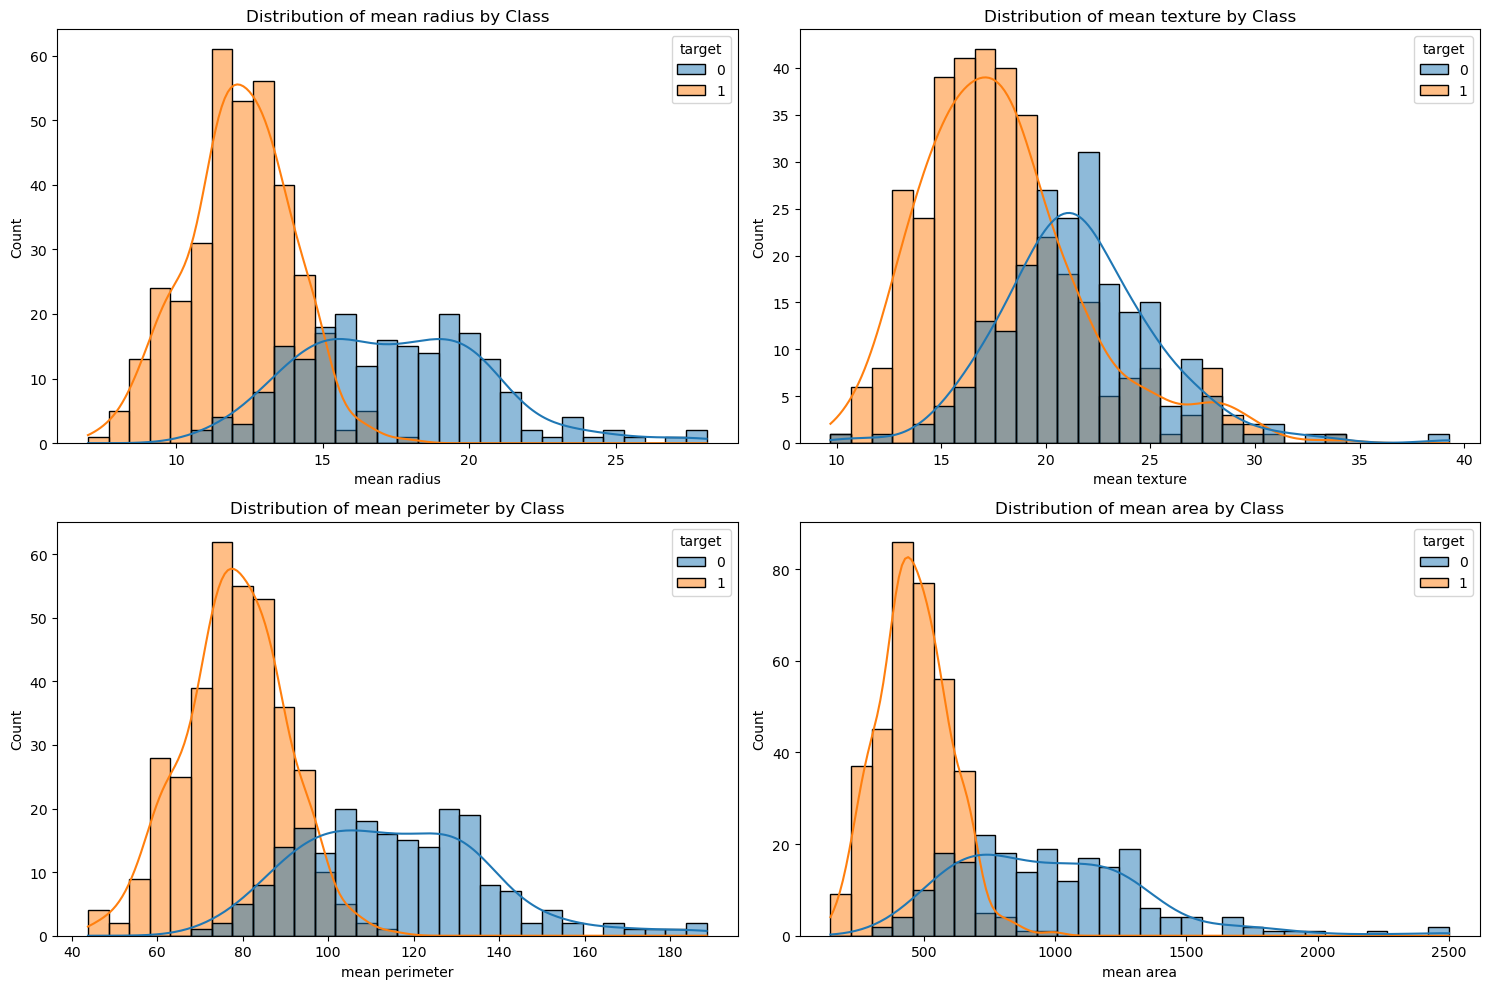 Distribution of mean radius by Class
target
0
1
Count
60
50
40
30
20
10
0
10 15 20 25
mean radius
Distribution of mean texture by Class
target
0
1
Count
40
35
30
25
20
15
10
5
0
10 15 20 25 30 35 40
mean texture
Distribution of mean perimeter by Class
target
0
1
Count
60
50
40
30
20
10
0
40 60 80 100 120 140 160 180
mean perimeter
Distribution of mean area by Class
target
0
1
Count
80
60
40
20
0
500 1000 1500 2000 2500
mean area